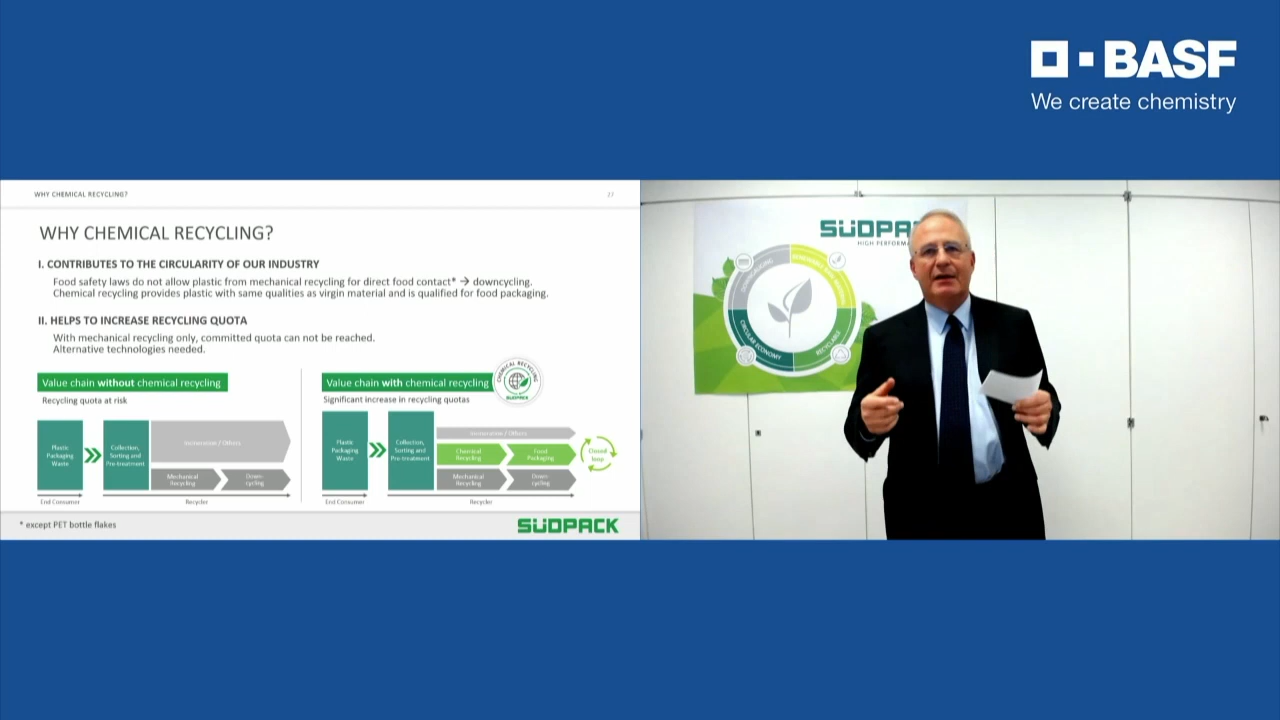 BASF
We create chemistry
WHY CHEMICAL RECYCLING?
27
WHY CHEMICAL RECYCLING?
I. CONTRIBUTES TO THE CIRCULARITY OF OUR INDUSTRY
Food safety laws do not allow plastic from mechanical recycling for direct food contact* → downcycling.
Chemical recycling provides plastic with same qualities as virgin material and is qualified for food packaging.
II. HELPS TO INCREASE RECYCLING QUOTA
With mechanical recycling only, committed quota can not be reached.
Alternative technologies needed.
Value chain without chemical recycling
Recycling quota at risk
Plastic
Packaging
Waste
Collection,
Sorting and
Pre-treatment
Incineration / Others
Mechanical
Recycling
Down-
cycling
End Consumer
Recycler
Value chain with chemical recycling
CHEMICAL RECYCLING
SÜDPACK
Significant increase in recycling quotas
Plastic
Packaging
Waste
Collection,
Sorting and
Pre-treatment
Incineration / Others
Chemical
Recycling
Food
Packaging
Mechanical
Recycling
Down-
cycling
Closed
loop
End Consumer
Recycler
* except PET bottle flakes
SÜDPACK
SÜDPA
HIGH PERFORMA
CIRCULAR ECONOMY
RECYCLABLE